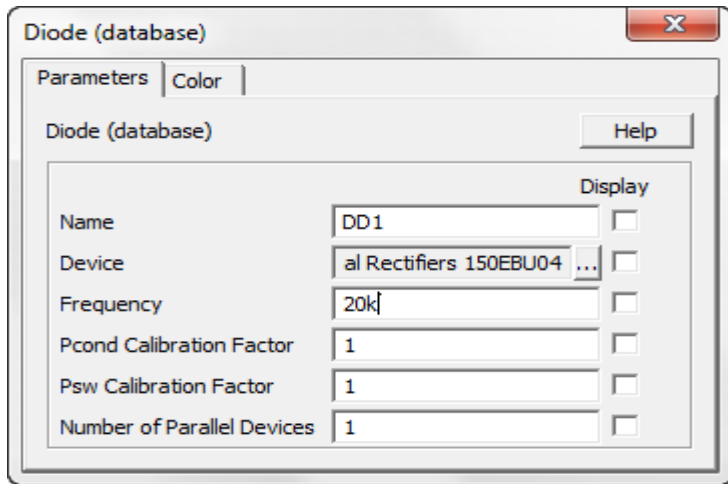 Diode (database)
Parameters Color
Diode (database) Help
Display
Name DD1
Device al Rectifiers 150EBU04 ...
Frequency 20k
Pcond Calibration Factor 1
Psw Calibration Factor 1
Number of Parallel Devices 1